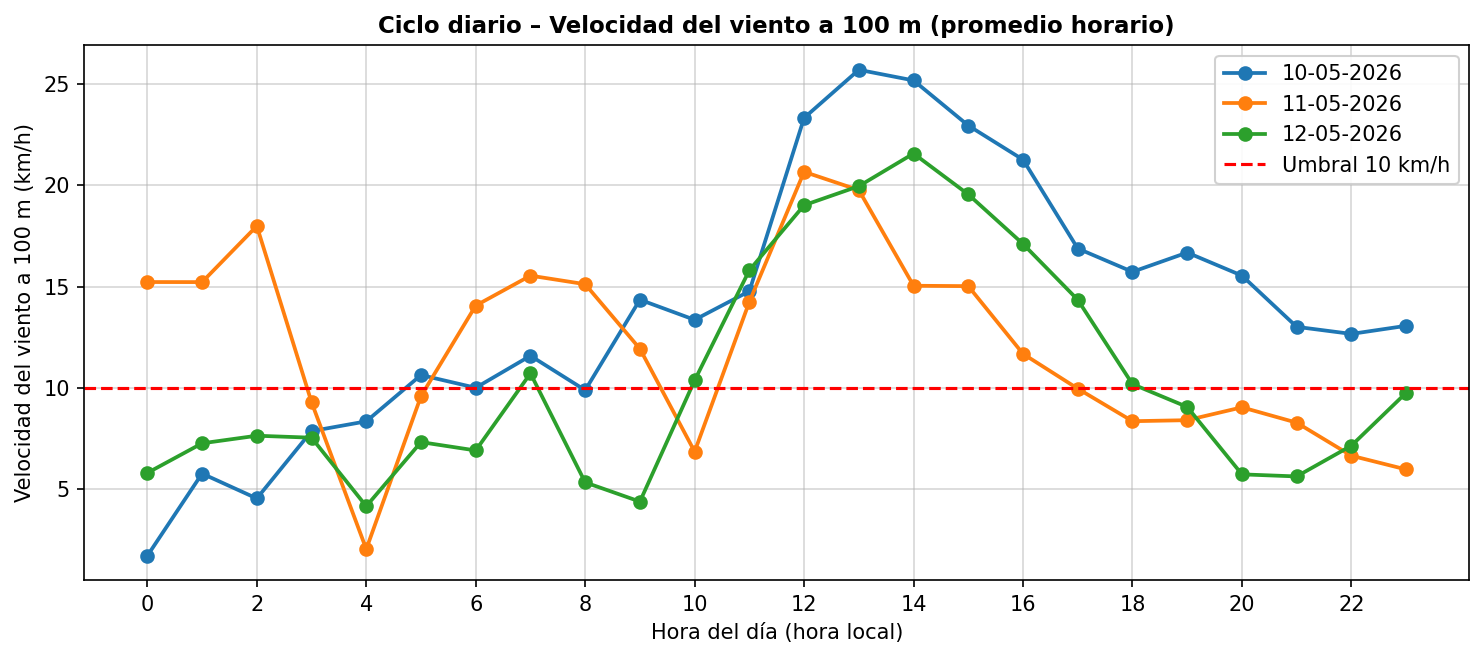 Ciclo diario – Velocidad del viento a 100 m (promedio horario)
Velocidad del viento a 100 m (km/h)
25
20
15
10
5
10-05-2026
11-05-2026
12-05-2026
Umbral 10 km/h
0 2 4 6 8 10 12 14 16 18 20 22
Hora del día (hora local)